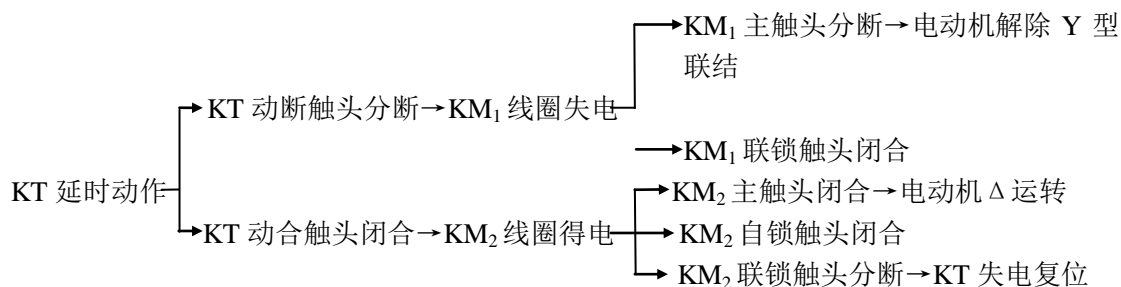 KM₁ 主触头分断→电动机解除 Y 型
联结
KT 动断触头分断→KM₁ 线圈失电
KM₁ 联锁触头闭合
KT 延时动作
KM₂ 主触头闭合→电动机 Δ 运转
KT 动合触头闭合→KM₂ 线圈得电
KM₂ 自锁触头闭合
KM₂ 联锁触头分断→KT 失电复位